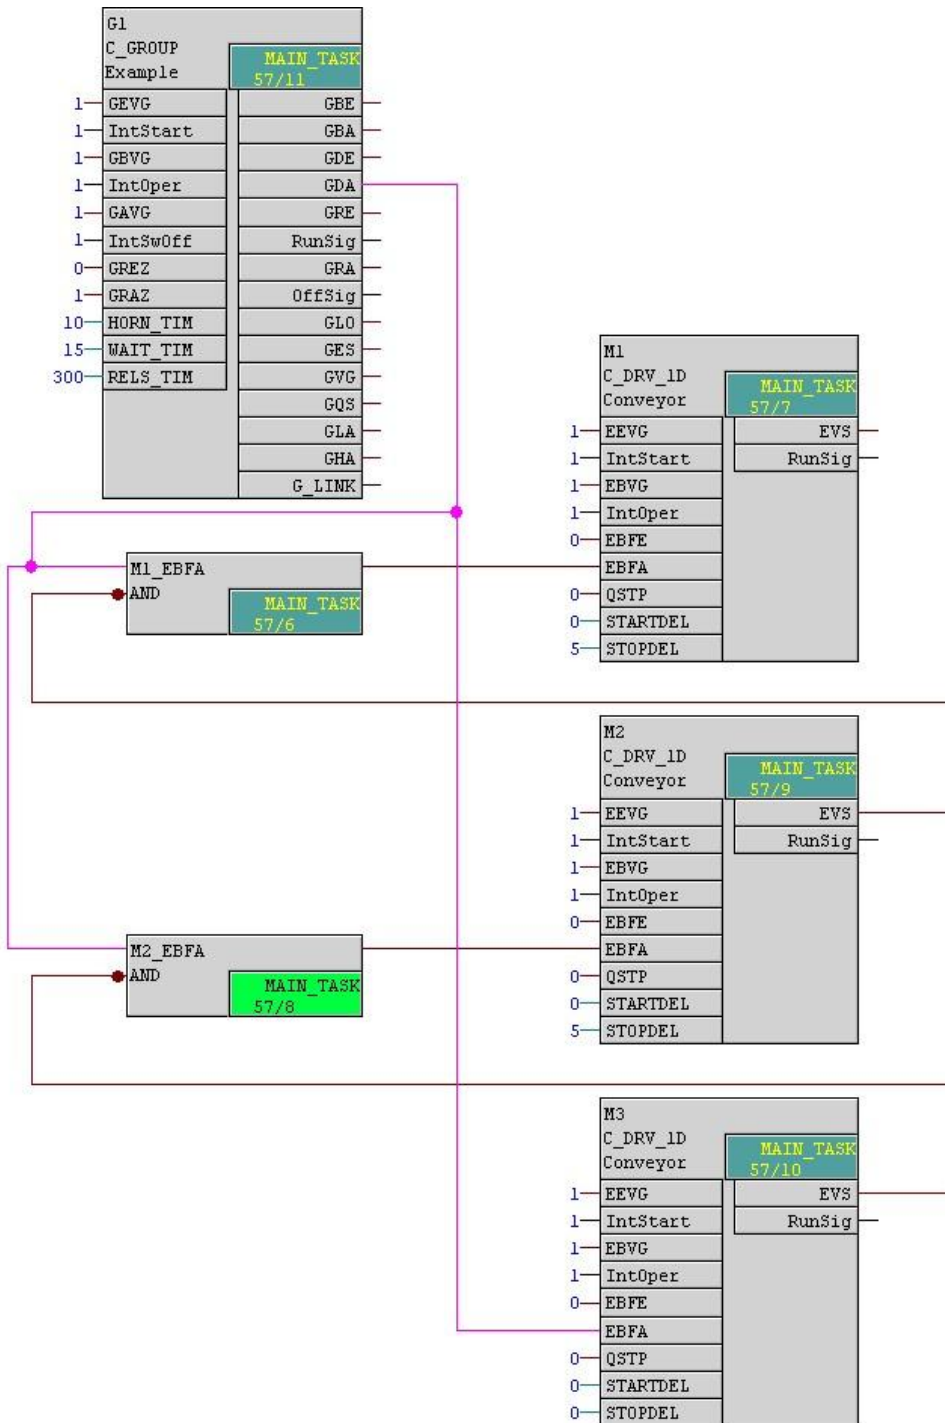 G1
C_GROUP
Example
MAIN_TASK
57/11
1 GEVG GBE
1 IntStart GBA
1 GBVG GDE
1 IntOper GDA
1 GAVG GRE
1 IntSwOff RunSig
0 GREZ GRA
1 GRAZ OffSig
10 HORN_TIM GLO
15 WAIT_TIM GES
300 RELS_TIM GVG
GQS
GLA
GHA
G_LINK
M1
C_DRV_1D
Conveyor
MAIN_TASK
57/7
1 EEVG EVS
1 IntStart RunSig
1 EBVG
1 IntOper
0 EBFE
EBFA
0 QSTP
0 STARTDEL
5 STOPDEL
M1_EBFA
AND
MAIN_TASK
57/6
M2
C_DRV_1D
Conveyor
MAIN_TASK
57/9
1 EEVG EVS
1 IntStart RunSig
1 EBVG
1 IntOper
0 EBFE
EBFA
0 QSTP
0 STARTDEL
5 STOPDEL
M2_EBFA
AND
MAIN_TASK
57/8
M3
C_DRV_1D
Conveyor
MAIN_TASK
57/10
1 EEVG EVS
1 IntStart RunSig
1 EBVG
1 IntOper
0 EBFE
EBFA
0 QSTP
0 STARTDEL
0 STOPDEL